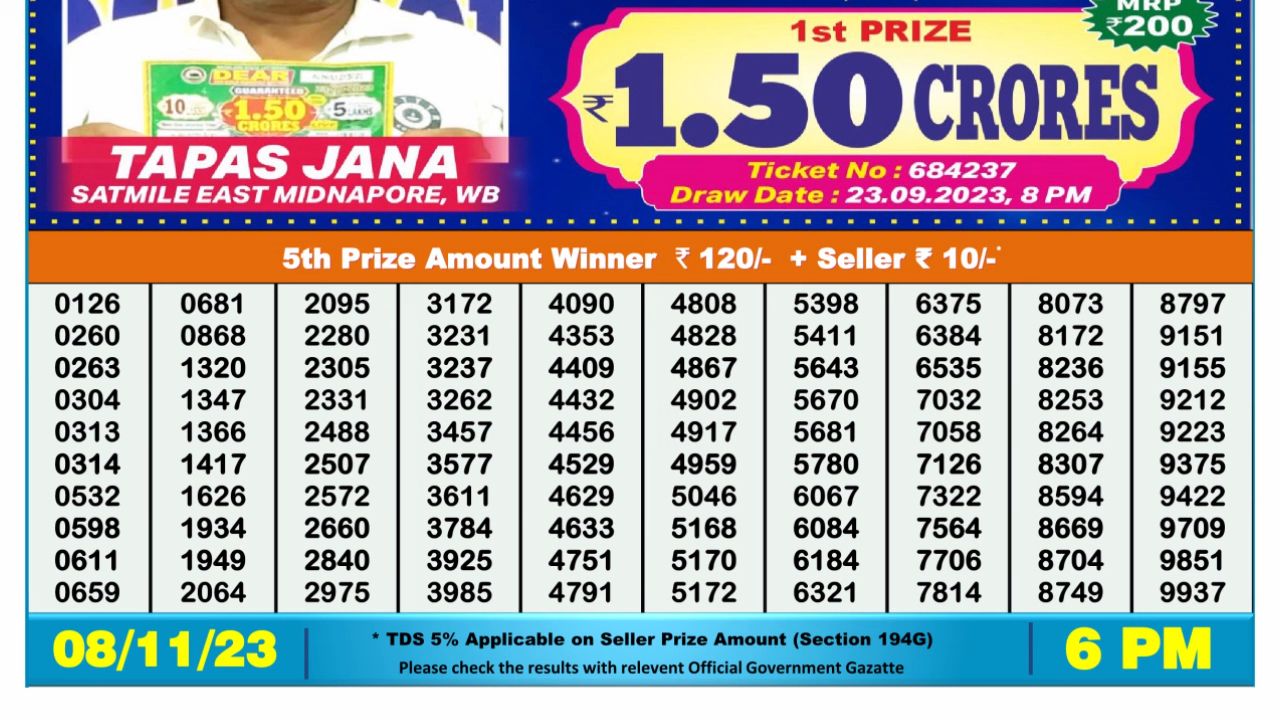 MRP
₹200
1st PRIZE
₹1.50 CRORES
DEAR
GUARANTEED
10
₹1.50
5 LAKHS
CRORES
TAPAS JANA
SATMILE EAST MIDNAPORE, WB
Ticket No : 684237
Draw Date : 23.09.2023, 8 PM
5th Prize Amount Winner ₹ 120/- + Seller ₹ 10/-*
0126 0681 2095 3172 4090 4808 5398 6375 8073 8797
0260 0868 2280 3231 4353 4828 5411 6384 8172 9151
0263 1320 2305 3237 4409 4867 5643 6535 8236 9155
0304 1347 2331 3262 4432 4902 5670 7032 8253 9212
0313 1366 2488 3457 4456 4917 5681 7058 8264 9223
0314 1417 2507 3577 4529 4959 5780 7126 8307 9375
0532 1626 2572 3611 4629 5046 6067 7322 8594 9422
0598 1934 2660 3784 4633 5168 6084 7564 8669 9709
0611 1949 2840 3925 4751 5170 6184 7706 8704 9851
0659 2064 2975 3985 4791 5172 6321 7814 8749 9937
08/11/23
* TDS 5% Applicable on Seller Prize Amount (Section 194G)
Please check the results with relevent Official Government Gazatte
6 PM